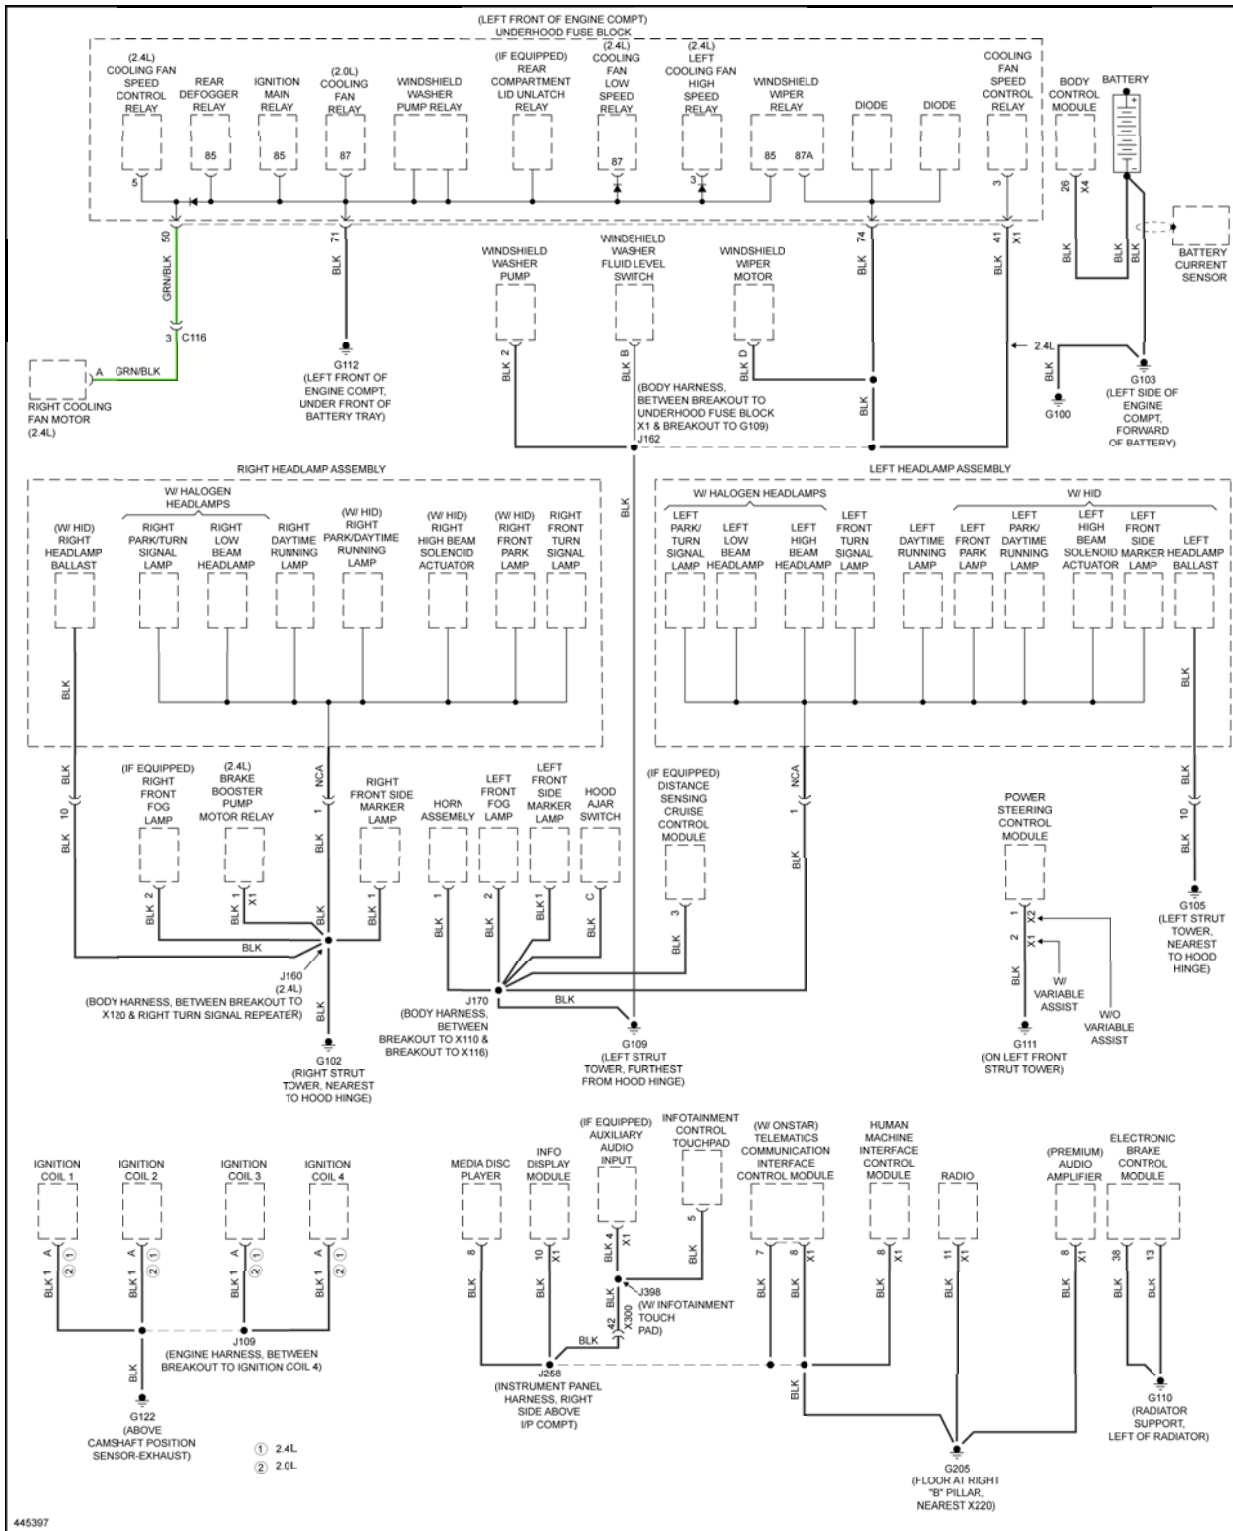 (LEFT FRONT OF ENGINE COMPT)
UNDERHOOD FUSE BLOCK
(2.4L)
COOLING FAN
SPEED
CONTROL
RELAY
REAR
DEFOGGER
RELAY
IGNITION
MAIN
RELAY
(2.0L)
COOLING
FAN
RELAY
WINDSHIELD
WASHER
PUMP RELAY
(IF EQUIPPED)
REAR
COMPARTMENT
LID UNLATCH
RELAY
(2.4L)
COOLING
FAN
LOW
SPEED
RELAY
(2.4L)
LEFT
COOLING FAN
HIGH
SPEED
RELAY
WINDSHIELD
WIPER
RELAY
DIODE
DIODE
COOLING
FAN
SPEED
CONTROL
RELAY
BODY
CONTROL
MODULE
BATTERY
+
-
85
85
87
87
85
87A
5
3
3
26
X4
50
71
74
41
X1
GRN/BLK
BLK
BLK
BLK
BLK
BLK
BLK
BATTERY
CURRENT
SENSOR
WINDSHIELD
WASHER
PUMP
WINDSHIELD
WASHER
FLUID LEVEL
SWITCH
WINDSHIELD
WIPER
MOTOR
3
C116
A
GRN/BLK
RIGHT COOLING
FAN MOTOR
(2.4L)
G112
(LEFT FRONT OF
ENGINE COMPT,
UNDER FRONT OF
BATTERY TRAY)
BLK 2
BLK B
BLK D
(BODY HARNESS,
BETWEEN BREAKOUT TO
UNDERHOOD FUSE BLOCK
X1 & BREAKOUT TO G109)
J162
BLK
2.4L
BLK
G100
G103
(LEFT SIDE OF
ENGINE
COMPT,
FORWARD
OF BATTERY)
RIGHT HEADLAMP ASSEMBLY
W/ HALOGEN
HEADLAMPS
(W/ HID)
RIGHT
HEADLAMP
BALLAST
RIGHT
PARK/TURN
SIGNAL
LAMP
RIGHT
LOW
BEAM
HEADLAMP
RIGHT
DAYTIME
RUNNING
LAMP
(W/ HID)
RIGHT
PARK/DAYTIME
RUNNING
LAMP
(W/ HID)
RIGHT
HIGH BEAM
SOLENOID
ACTUATOR
(W/ HID)
RIGHT
FRONT
PARK
LAMP
RIGHT
FRONT
TURN
SIGNAL
LAMP
BLK
LEFT HEADLAMP ASSEMBLY
W/ HALOGEN HEADLAMPS
W/ HID
LEFT
PARK/
TURN
SIGNAL
LAMP
LEFT
LOW
BEAM
HEADLAMP
LEFT
HIGH
BEAM
HEADLAMP
LEFT
FRONT
TURN
SIGNAL
LAMP
LEFT
DAYTIME
RUNNING
LAMP
LEFT
FRONT
PARK
LAMP
LEFT
PARK/
DAYTIME
RUNNING
LAMP
LEFT
HIGH
BEAM
SOLENOID
ACTUATOR
LEFT
FRONT
SIDE
MARKER
LAMP
LEFT
HEADLAMP
BALLAST
BLK
BLK
BLK
10
BLK
(IF EQUIPPED)
RIGHT
FRONT
FOG
LAMP
(2.4L)
BRAKE
BOOSTER
PUMP
MOTOR RELAY
NCA
1
BLK
RIGHT
FRONT SIDE
MARKER
LAMP
HORN
ASSEMBLY
LEFT
FRONT
FOG
LAMP
LEFT
FRONT
SIDE
MARKER
LAMP
HOOD
AJAR
SWITCH
(IF EQUIPPED)
DISTANCE
SENSING
CRUISE
CONTROL
MODULE
NCA
1
BLK
POWER
STEERING
CONTROL
MODULE
BLK
10
BLK
BLK 2
BLK 1
X1
BLK
BLK 1
BLK
BLK 1
BLK 2
BLK 1
BLK C
BLK 3
J160
(2.4L)
(BODY HARNESS, BETWEEN BREAKOUT TO
X120 & RIGHT TURN SIGNAL REPEATER)
BLK
G102
(RIGHT STRUT
TOWER, NEAREST
TO HOOD HINGE)
J170
(BODY HARNESS,
BETWEEN
BREAKOUT TO X110 &
BREAKOUT TO X116)
BLK
G109
(LEFT STRUT
TOWER, FURTHEST
FROM HOOD HINGE)
1
X2
2
X1
BLK
W/
VARIABLE
ASSIST
W/O
VARIABLE
ASSIST
G111
(ON LEFT FRONT
STRUT TOWER)
G105
(LEFT STRUT
TOWER,
NEAREST
TO HOOD
HINGE)
IGNITION
COIL 1
IGNITION
COIL 2
IGNITION
COIL 3
IGNITION
COIL 4
BLK 1 A
2 1
BLK 1 A
2 1
BLK 1 A
2 1
BLK 1 A
2 1
J109
(ENGINE HARNESS, BETWEEN
BREAKOUT TO IGNITION COIL 4)
BLK
G122
(ABOVE
CAMSHAFT POSITION
SENSOR-EXHAUST)
1 2.4L
2 2.0L
MEDIA DISC
PLAYER
INFO
DISPLAY
MODULE
(IF EQUIPPED)
AUXILIARY
AUDIO
INPUT
INFOTAINMENT
CONTROL
TOUCHPAD
(W/ ONSTAR)
TELEMATICS
COMMUNICATION
INTERFACE
CONTROL MODULE
HUMAN
MACHINE
INTERFACE
CONTROL
MODULE
RADIO
(PREMIUM)
AUDIO
AMPLIFIER
ELECTRONIC
BRAKE
CONTROL
MODULE
BLK 8
BLK 10
X1
BLK 4
X1
BLK 5
BLK 7
BLK 8
X1
BLK 8
X1
BLK 11
X1
BLK 8
X1
BLK 38
BLK 13
J398
(W/ INFOTAINMENT
TOUCH
PAD)
BLK
42
X300
BLK
J268
(INSTRUMENT PANEL
HARNESS, RIGHT
SIDE ABOVE
I/P COMPT)
BLK
G205
(FLOOR AT RIGHT
"B" PILLAR,
NEAREST X220)
G110
(RADIATOR
SUPPORT,
LEFT OF RADIATOR)
445397